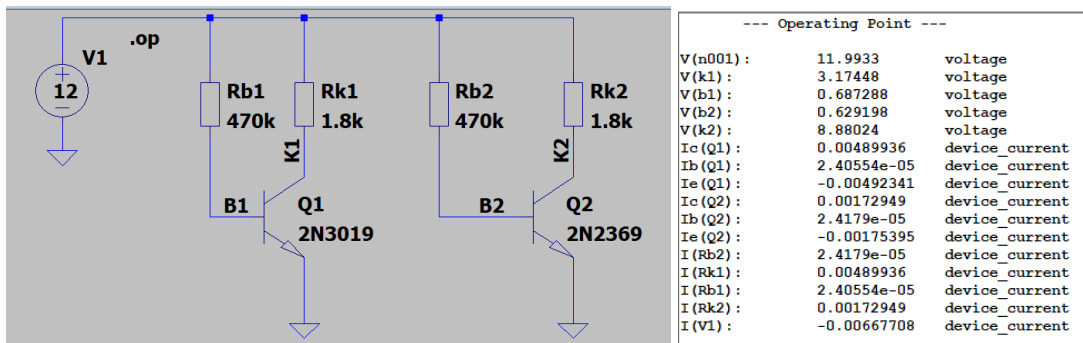 .op
V1
12
Rb1
470k
Rk1
1.8k
Rb2
470k
Rk2
1.8k
K1
K2
B1
Q1
2N3019
B2
Q2
2N2369
--- Operating Point ---
V(n001): 11.9933 voltage
V(k1): 3.17448 voltage
V(b1): 0.687288 voltage
V(b2): 0.629198 voltage
V(k2): 8.88024 voltage
Ic(Q1): 0.00489936 device_current
Ib(Q1): 2.40554e-05 device_current
Ie(Q1): -0.00492341 device_current
Ic(Q2): 0.00172949 device_current
Ib(Q2): 2.4179e-05 device_current
Ie(Q2): -0.00175395 device_current
I(Rb2): 2.4179e-05 device_current
I(Rk1): 0.00489936 device_current
I(Rb1): 2.40554e-05 device_current
I(Rk2): 0.00172949 device_current
I(V1): -0.00667708 device_current